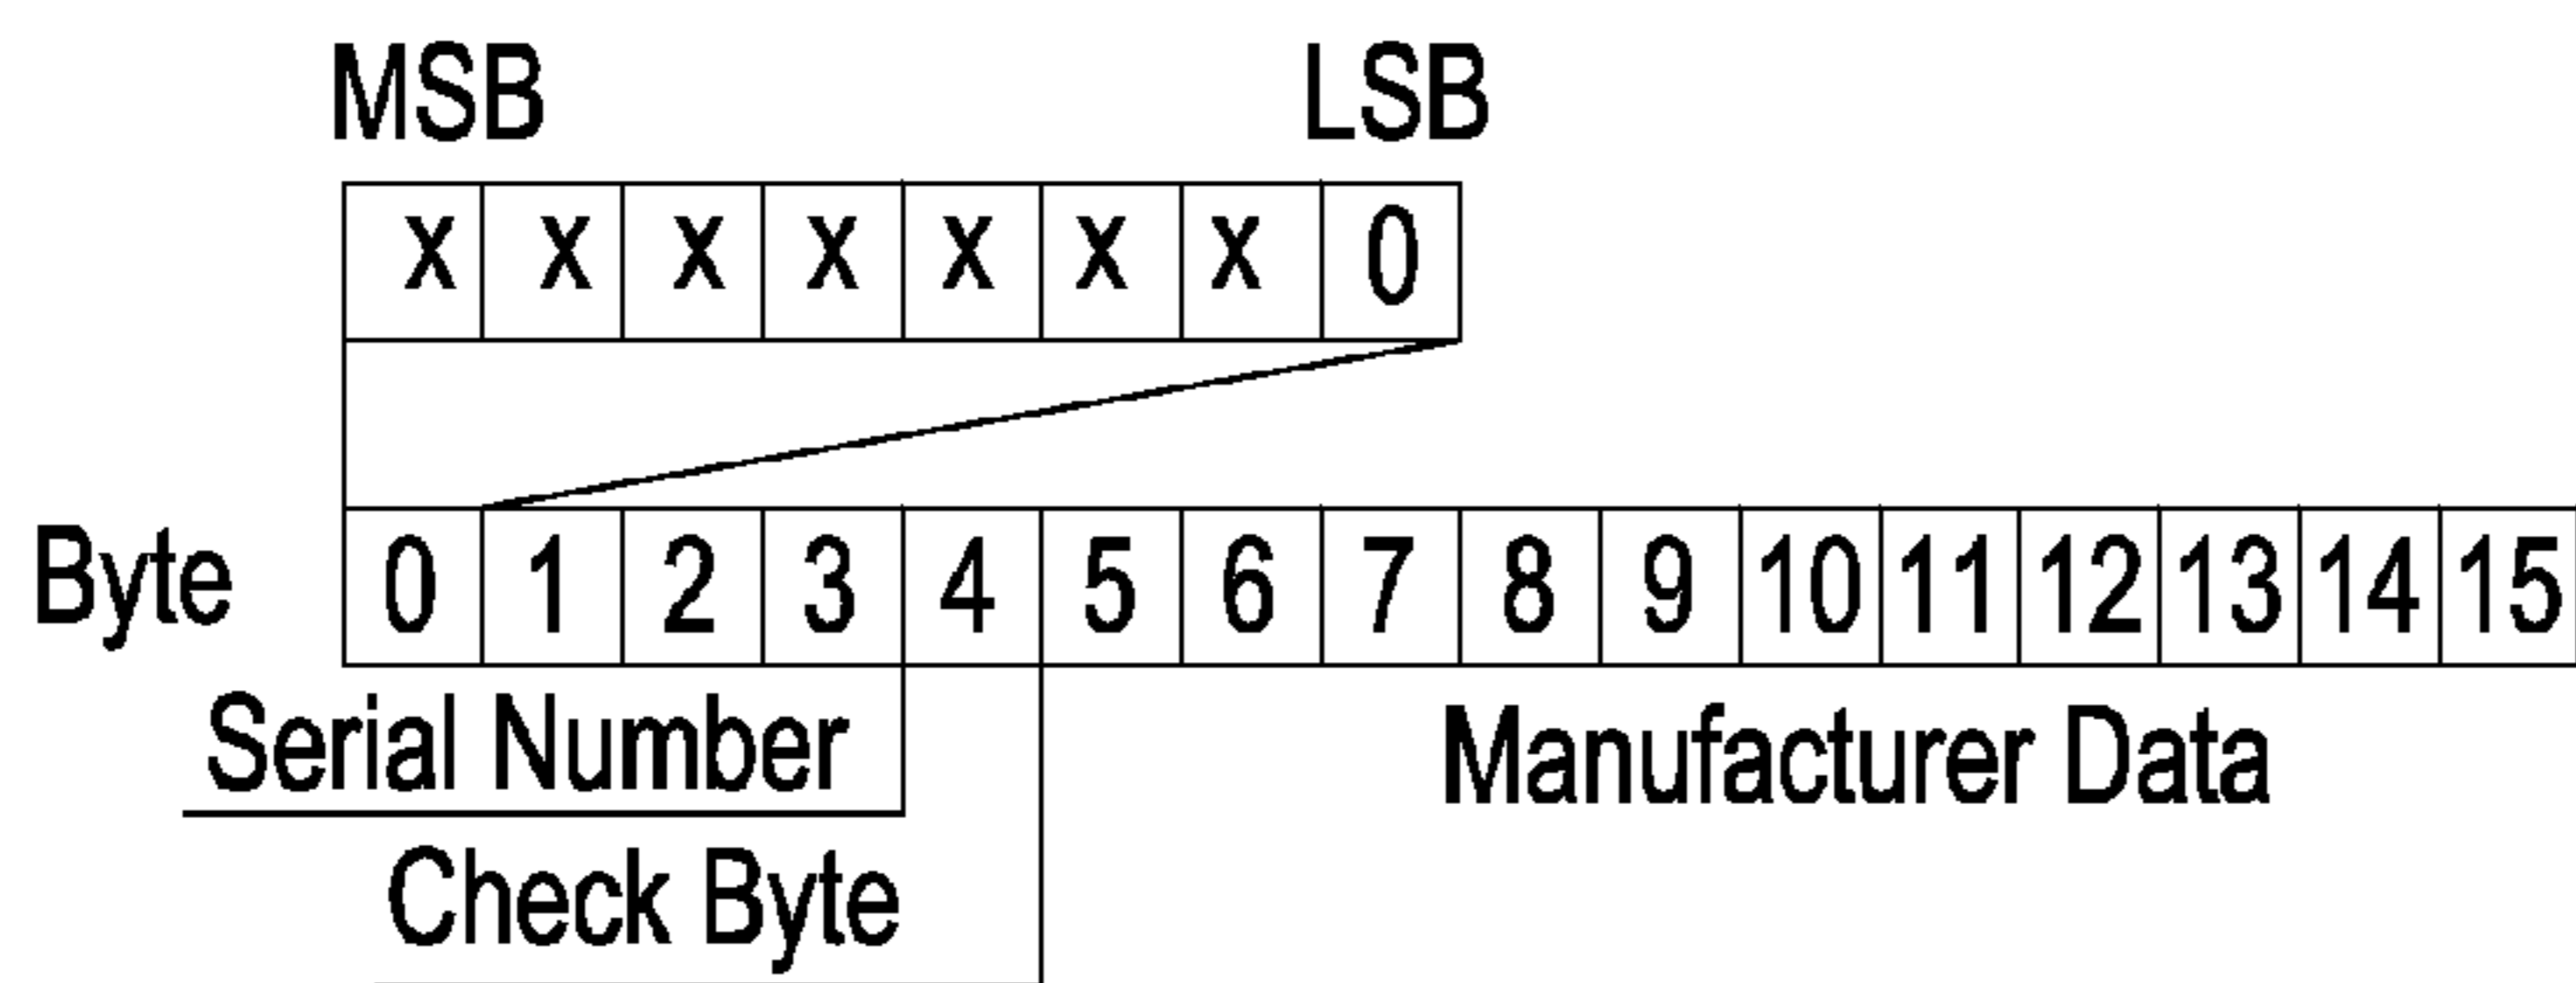 MSB LSB
x x x x x x x 0
Byte 0 1 2 3 4 5 6 7 8 9 10 11 12 13 14 15
Serial Number Manufacturer Data
Check Byte